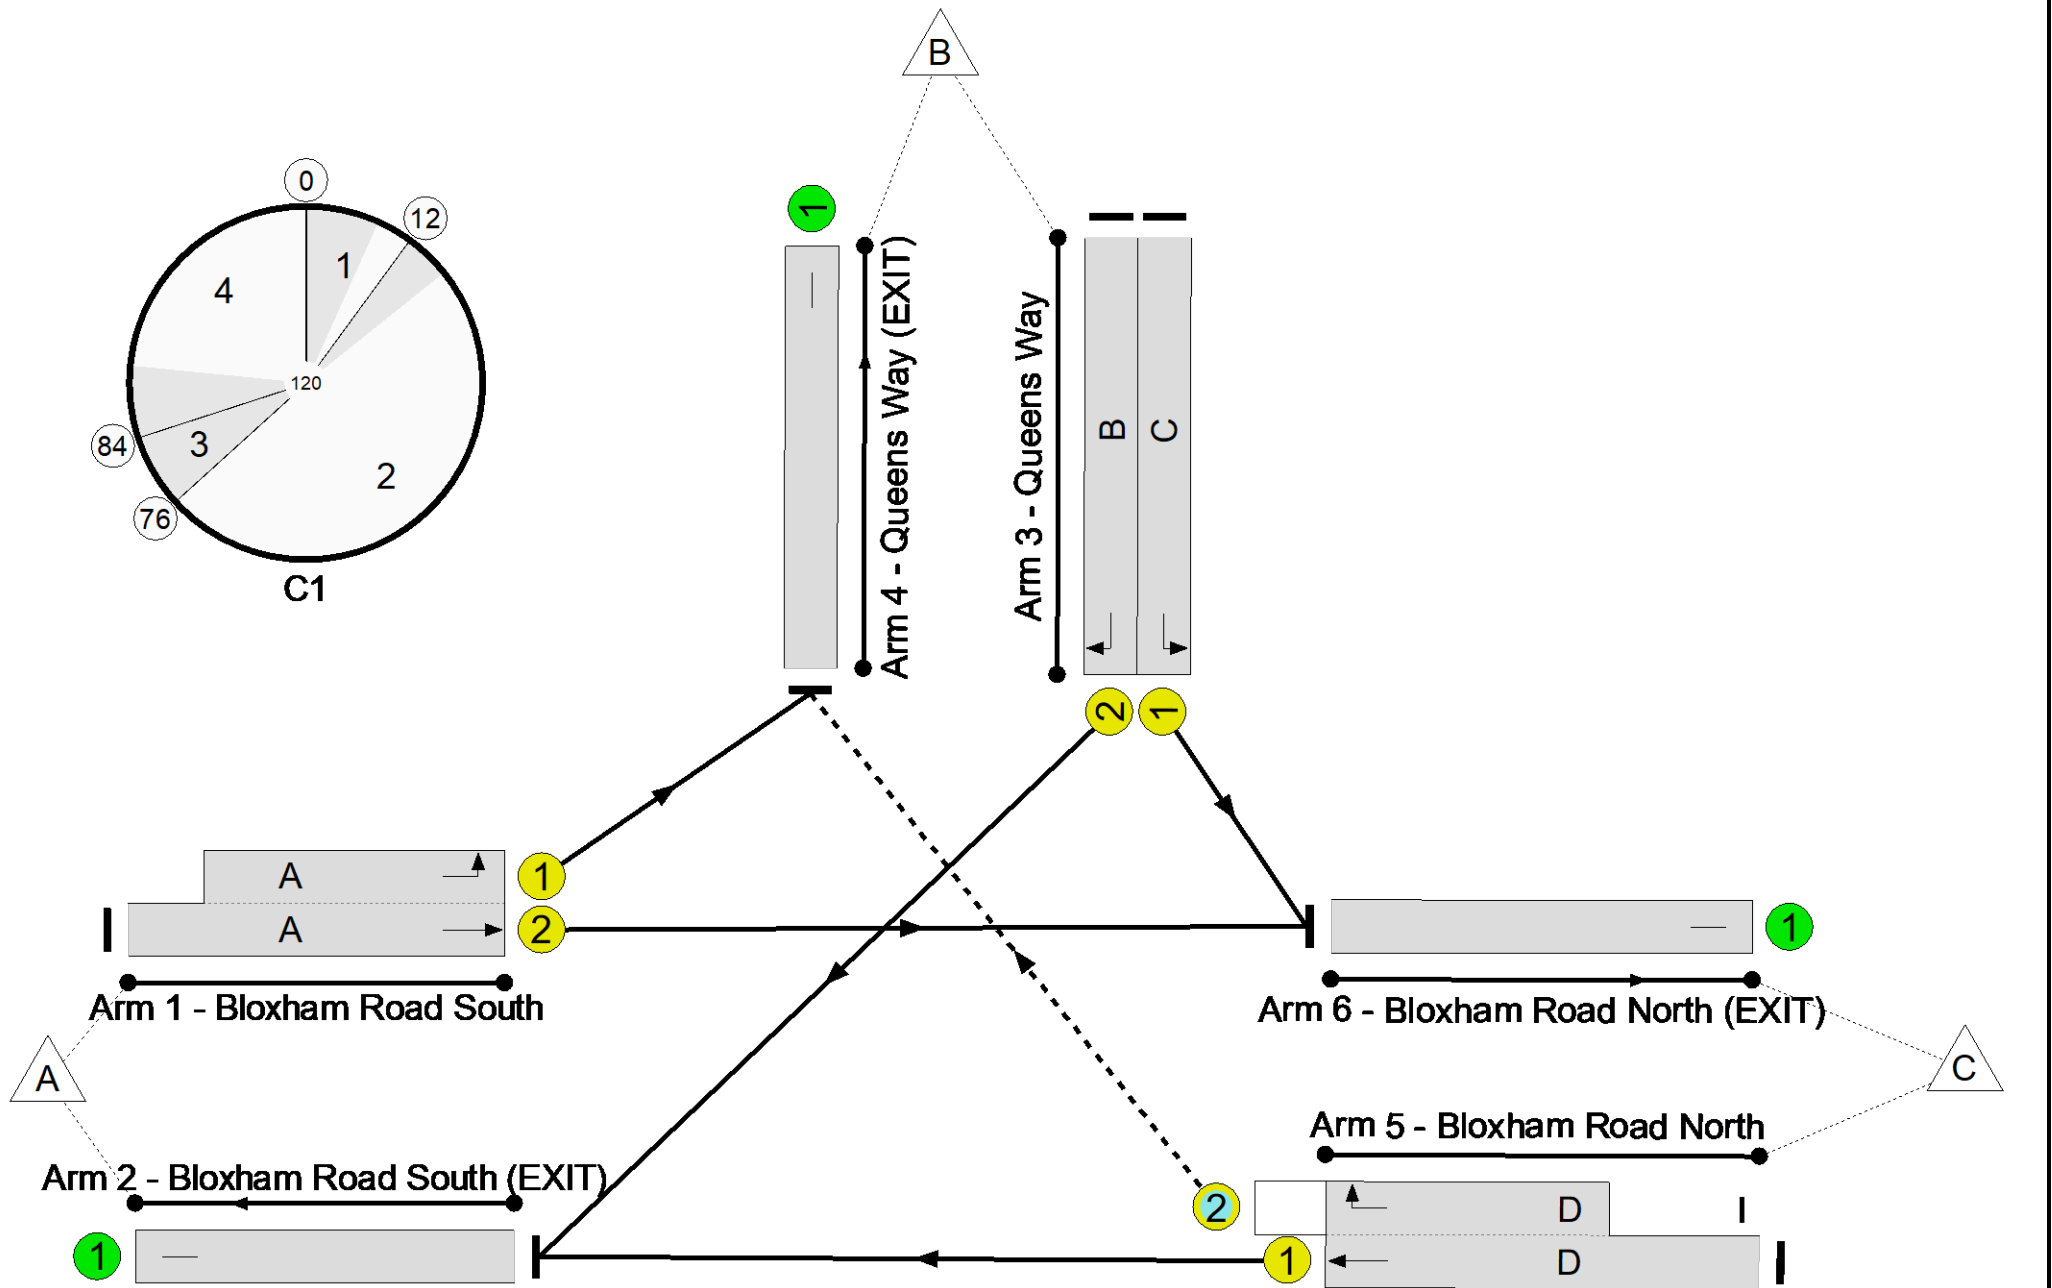 B
0
12
1
4
120
84
3
76
2
C1
1
Arm 4 - Queens Way (EXIT)
Arm 3 - Queens Way
B
C
2
1
A
1
A
2
Arm 1 - Bloxham Road South
1
Arm 6 - Bloxham Road North (EXIT)
A
C
Arm 5 - Bloxham Road North
Arm 2 - Bloxham Road South (EXIT)
2
D
1
1
D